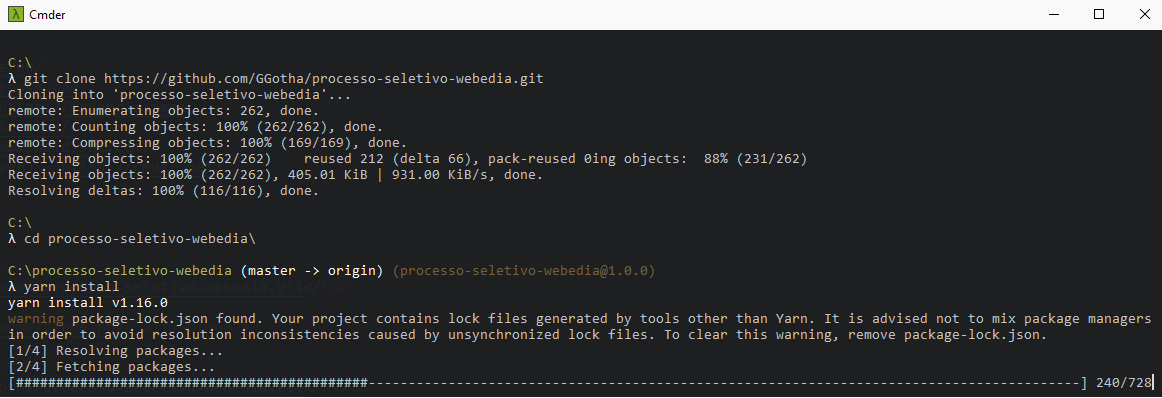 λ Cmder
C:\
λ git clone https://github.com/GGotha/processo-seletivo-webedia.git
Cloning into 'processo-seletivo-webedia'...
remote: Enumerating objects: 262, done.
remote: Counting objects: 100% (262/262), done.
remote: Compressing objects: 100% (169/169), done.
Receiving objects: 100% (262/262)    reused 212 (delta 66), pack-reused 0ing objects:  88% (231/262)
Receiving objects: 100% (262/262), 405.01 KiB | 931.00 KiB/s, done.
Resolving deltas: 100% (116/116), done.
C:\
λ cd processo-seletivo-webedia\
C:\processo-seletivo-webedia (master -> origin) (processo-seletivo-webedia@1.0.0)
λ yarn install
yarn install v1.16.0
warning package-lock.json found. Your project contains lock files generated by tools other than Yarn. It is advised not to mix package managers
in order to avoid resolution inconsistencies caused by unsynchronized lock files. To clear this warning, remove package-lock.json.
[1/4] Resolving packages...
[2/4] Fetching packages...
[############################################-----------------------------------------------------------------------------------------] 240/728